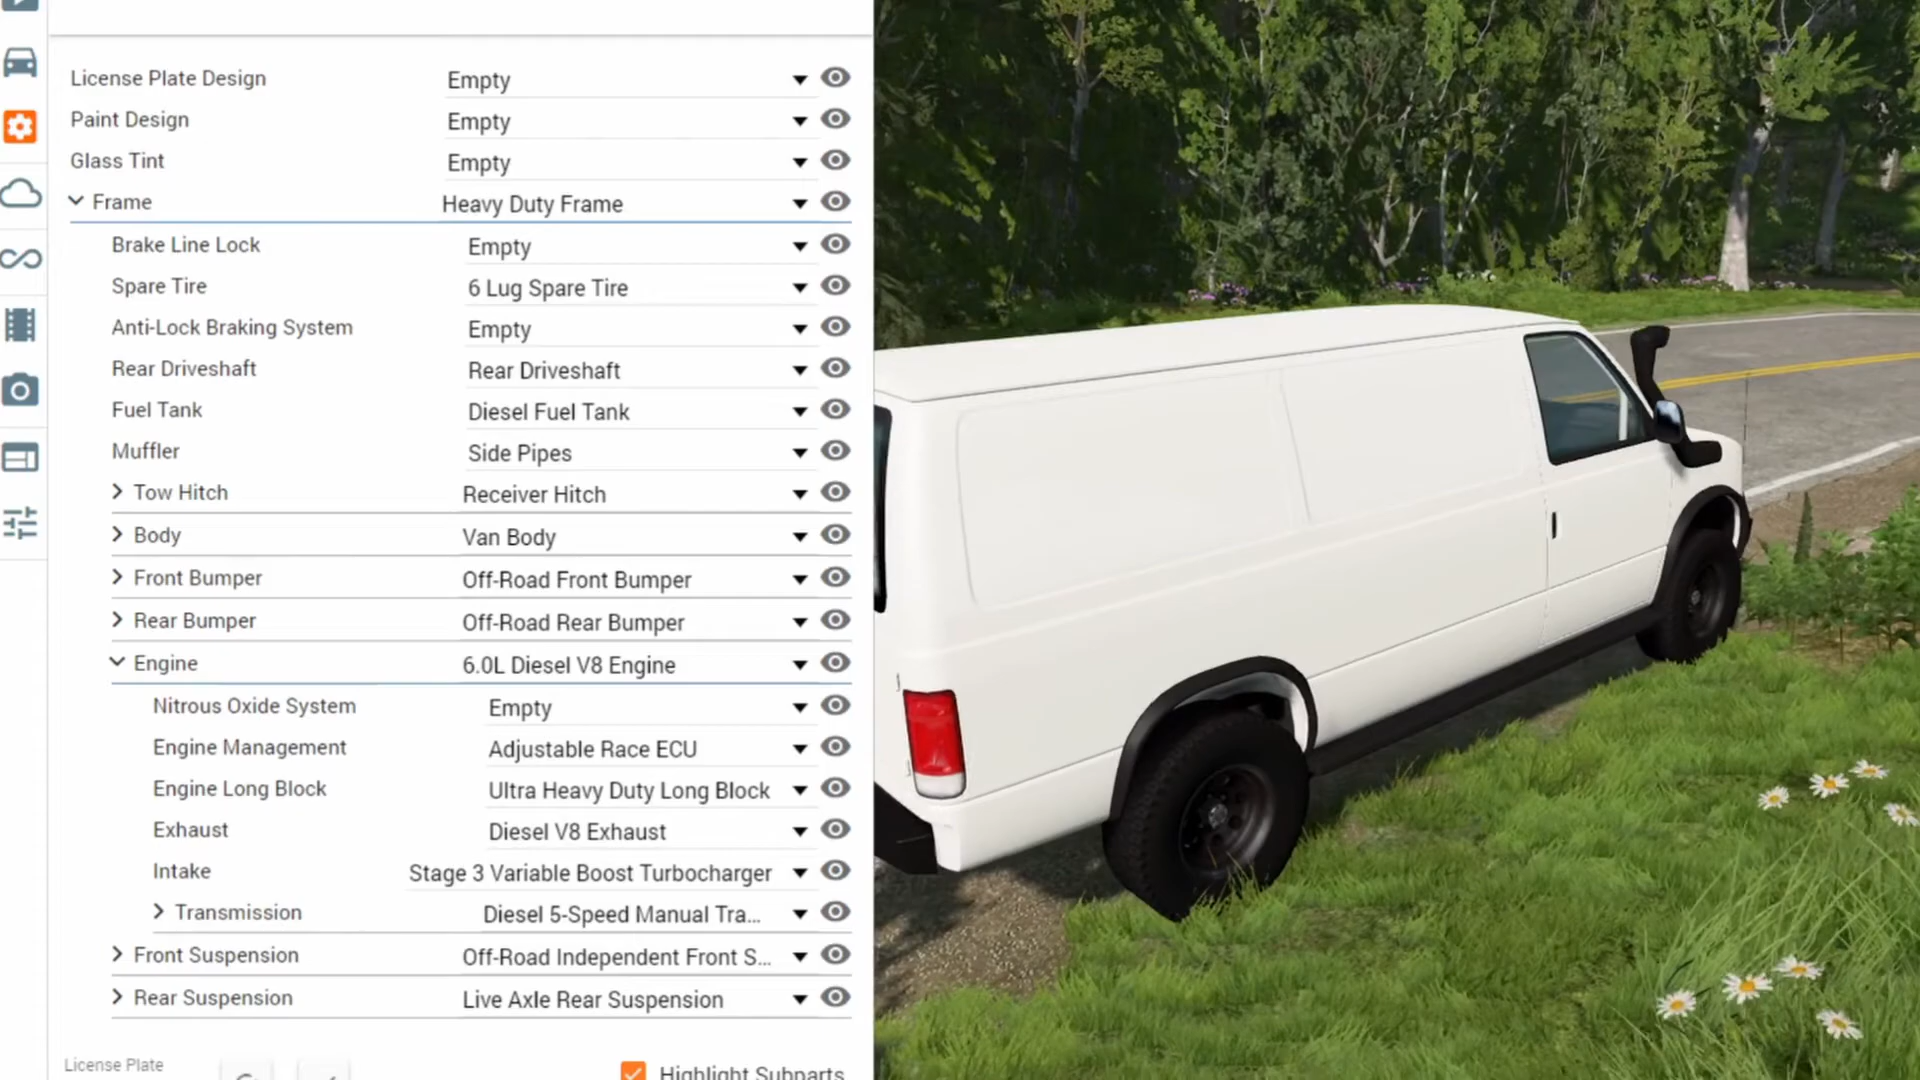 License Plate Design Empty
Paint Design Empty
Glass Tint Empty
Frame Heavy Duty Frame
Brake Line Lock Empty
Spare Tire 6 Lug Spare Tire
Anti-Lock Braking System Empty
Rear Driveshaft Rear Driveshaft
Fuel Tank Diesel Fuel Tank
Muffler Side Pipes
Tow Hitch Receiver Hitch
Body Van Body
Front Bumper Off-Road Front Bumper
Rear Bumper Off-Road Rear Bumper
Engine 6.0L Diesel V8 Engine
Nitrous Oxide System Empty
Engine Management Adjustable Race ECU
Engine Long Block Ultra Heavy Duty Long Block
Exhaust Diesel V8 Exhaust
Intake Stage 3 Variable Boost Turbocharger
Transmission Diesel 5-Speed Manual Tra...
Front Suspension Off-Road Independent Front S...
Rear Suspension Live Axle Rear Suspension
License Plate Highlight Subparts